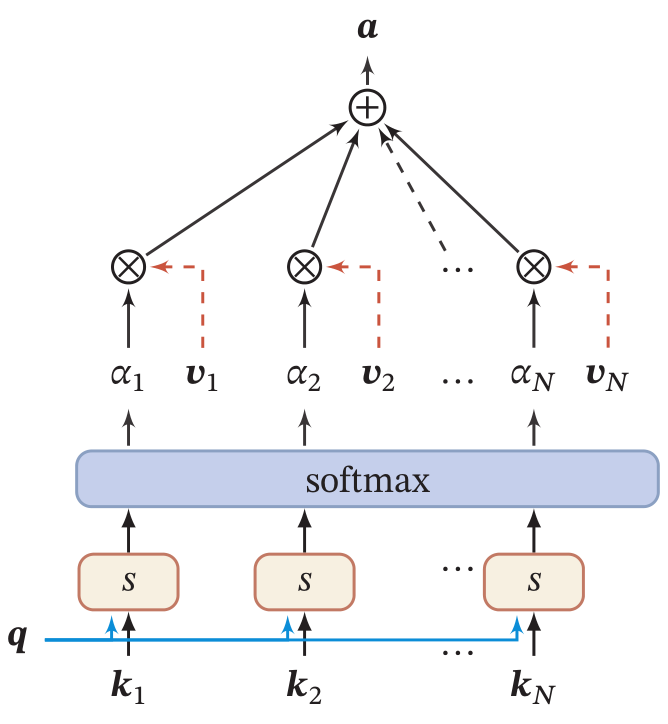 a
...
α1 v1 α2 v2 ... αN vN
softmax
s s ... s
q
...
k1 k2 kN